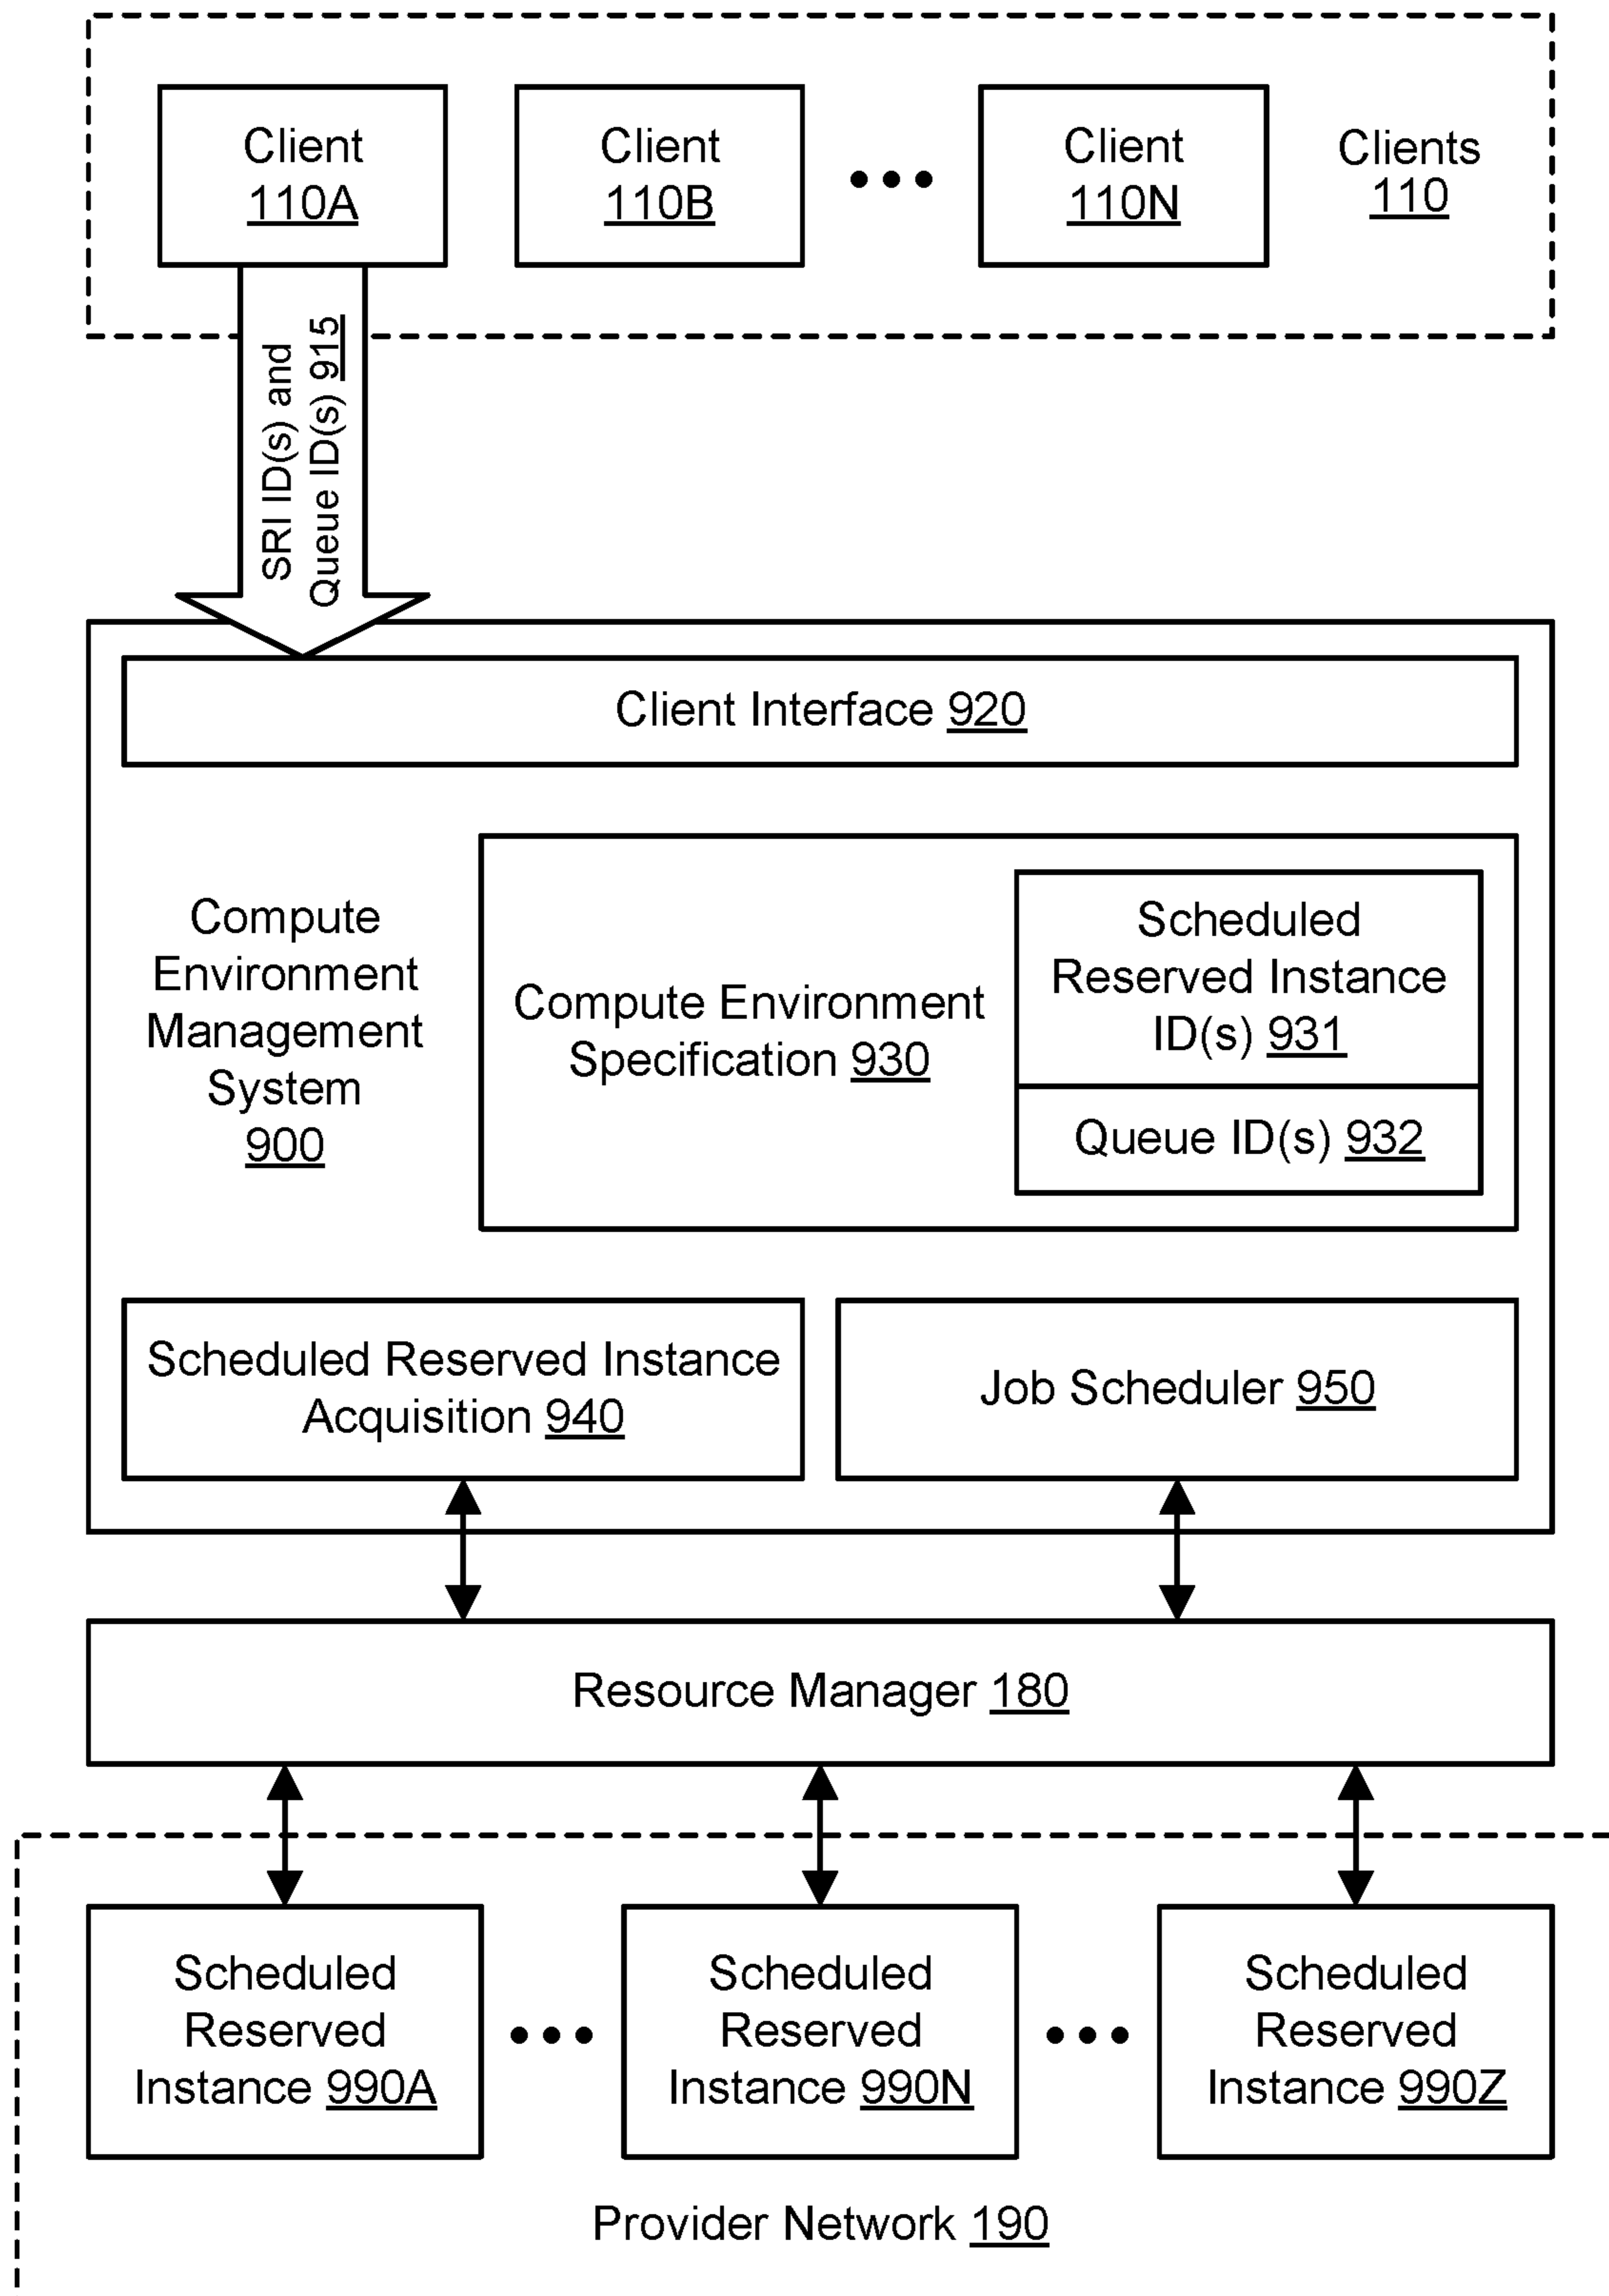 Client
110A
Client
110B
Client
110N
Clients
110
SRI ID(s) and
Queue ID(s) 915
Client Interface 920
Compute
Environment
Management
System
900
Compute Environment
Specification 930
Scheduled
Reserved Instance
ID(s) 931
Queue ID(s) 932
Scheduled Reserved Instance
Acquisition 940
Job Scheduler 950
Resource Manager 180
Scheduled
Reserved
Instance 990A
Scheduled
Reserved
Instance 990N
Scheduled
Reserved
Instance 990Z
Provider Network 190